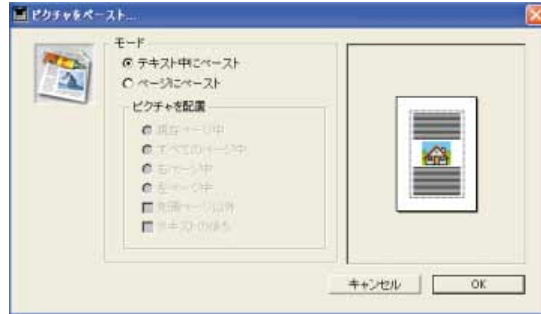 ピクチャをペースト...
モード
テキスト中にペースト
ページにペースト
ピクチャを配置
現在ページ中
すべてのページ中
右ページ中
左ページ中
先頭ページ以外
テキストの後ろ
キャンセル
OK